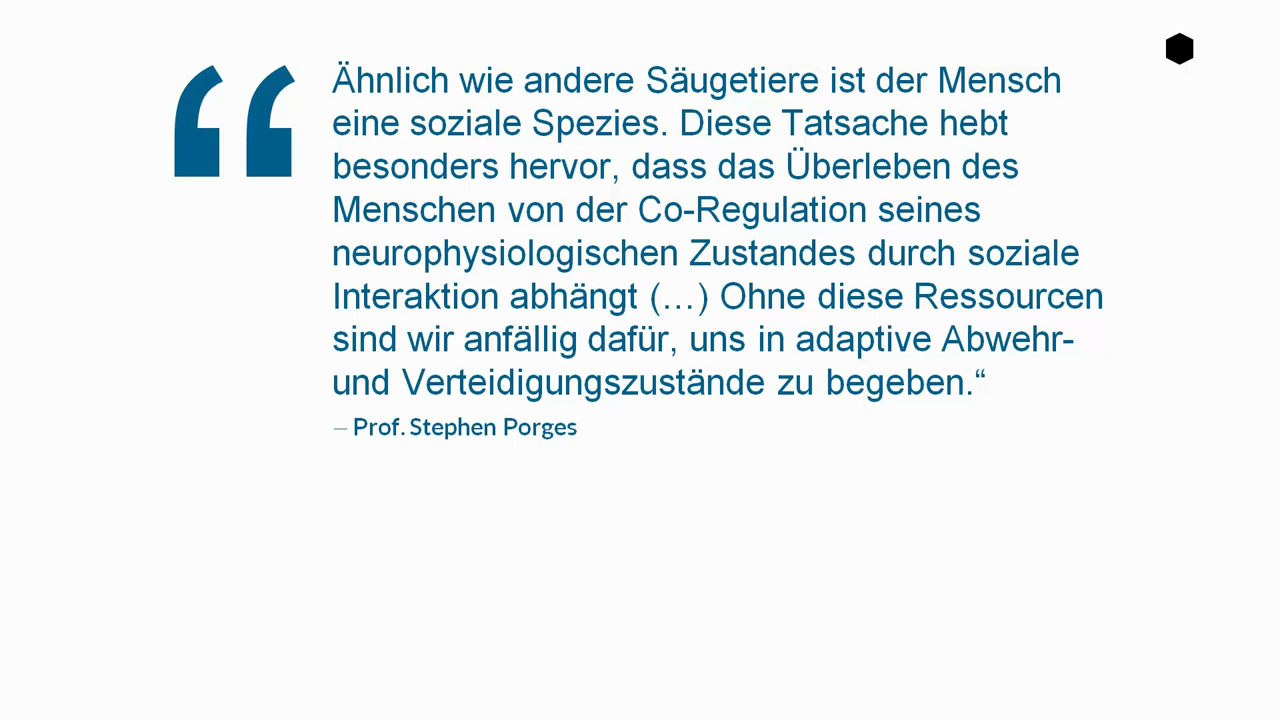 “
Ähnlich wie andere Säugetiere ist der Mensch
eine soziale Spezies. Diese Tatsache hebt
besonders hervor, dass das Überleben des
Menschen von der Co-Regulation seines
neurophysiologischen Zustandes durch soziale
Interaktion abhängt (…) Ohne diese Ressourcen
sind wir anfällig dafür, uns in adaptive Abwehr-
und Verteidigungszustände zu begeben.“
– Prof. Stephen Porges